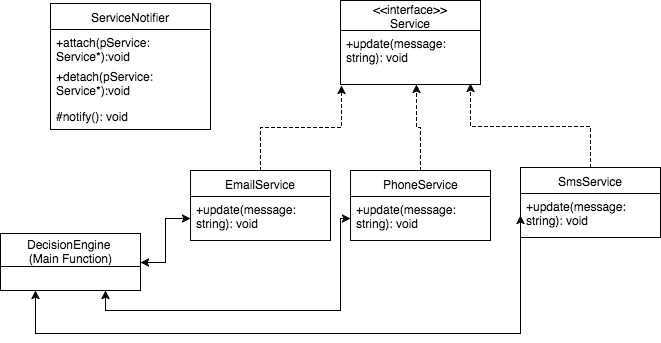 ServiceNotifier
+attach(pService:
Service*):void
+detach(pService:
Service*):void
#notify(): void
<<interface>>
Service
+update(message:
string): void
EmailService
+update(message:
string): void
PhoneService
+update(message:
string): void
SmsService
+update(message:
string): void
DecisionEngine
(Main Function)